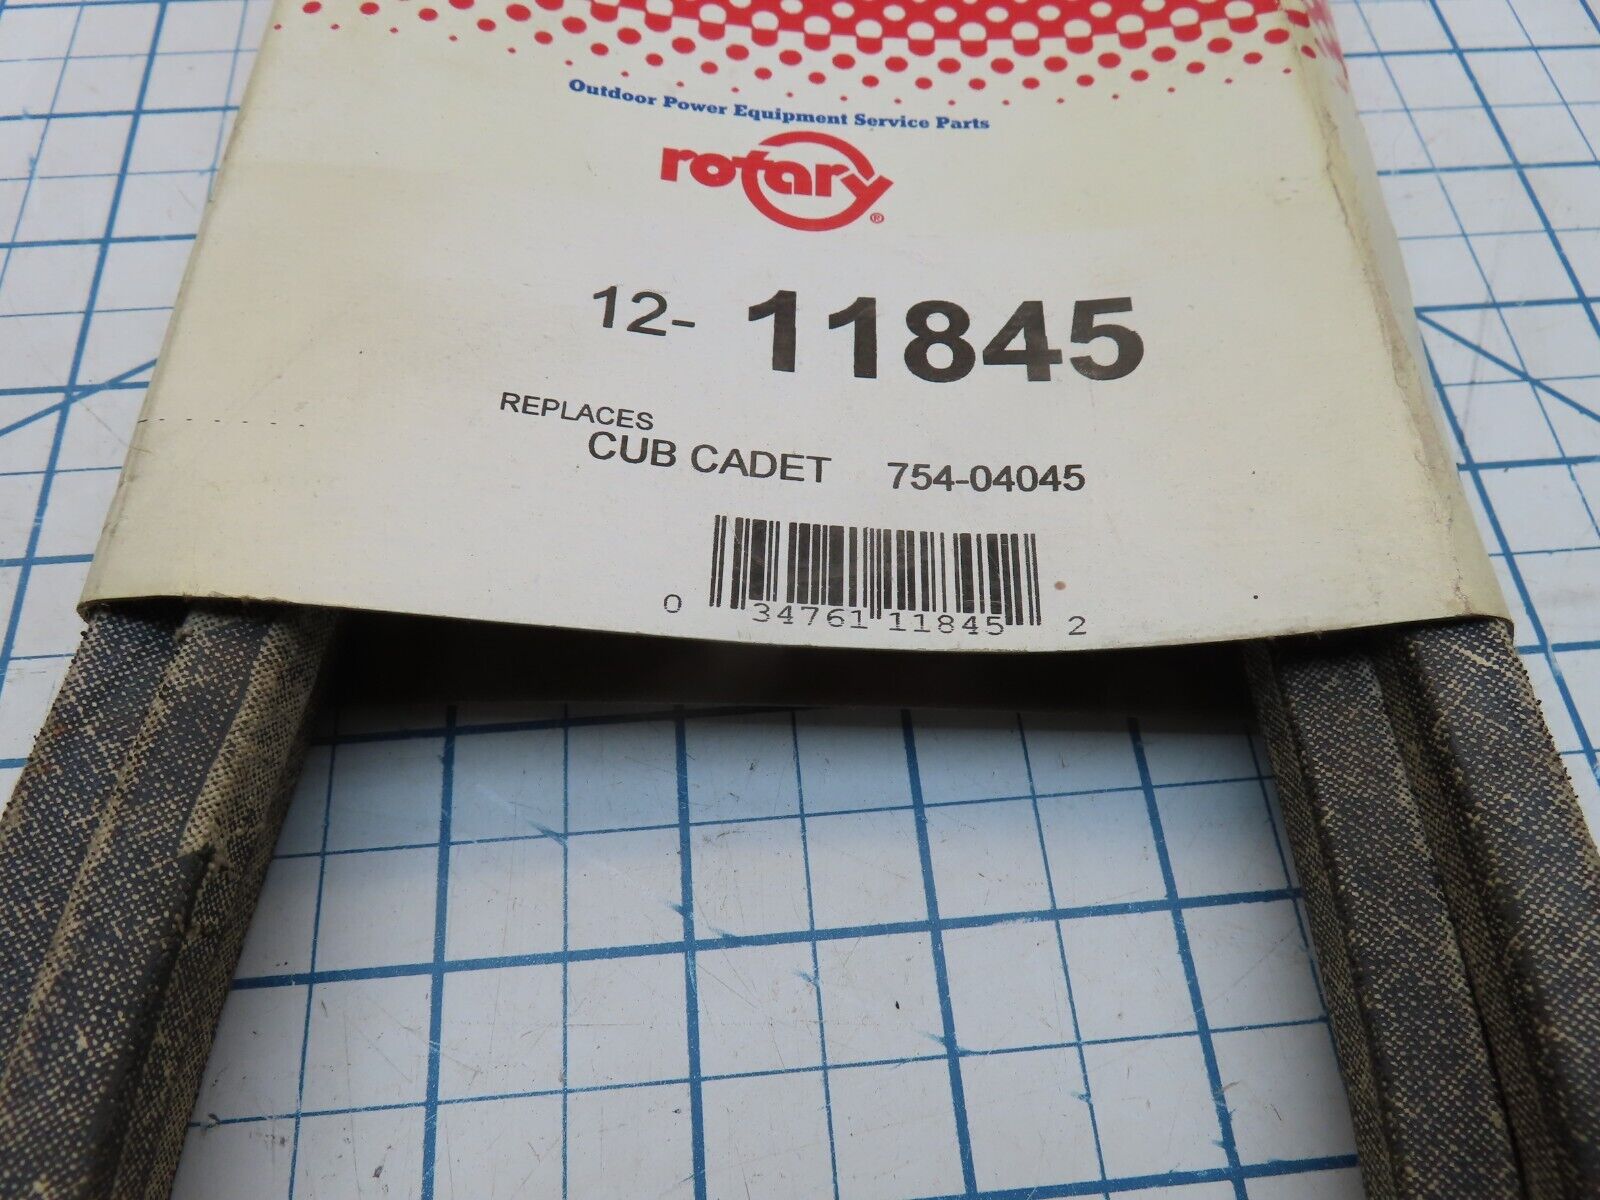 Outdoor Power Equipment Service Parts
rotary®
12- 11845
REPLACES
CUB CADET 754-04045
0 34761 11845 2